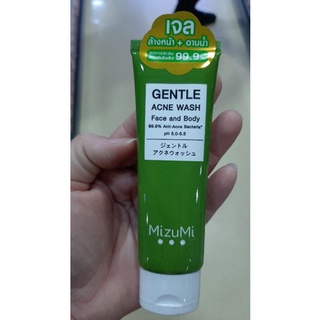 เจล
ล้างหน้า + อาบน้ำ
99.9%
GENTLE
ACNE WASH
Face and Body
99.9% Anti-Acne Bacteria*
pH 5.0-6.5
ジェントル
アクネウォッシュ
MizuMi